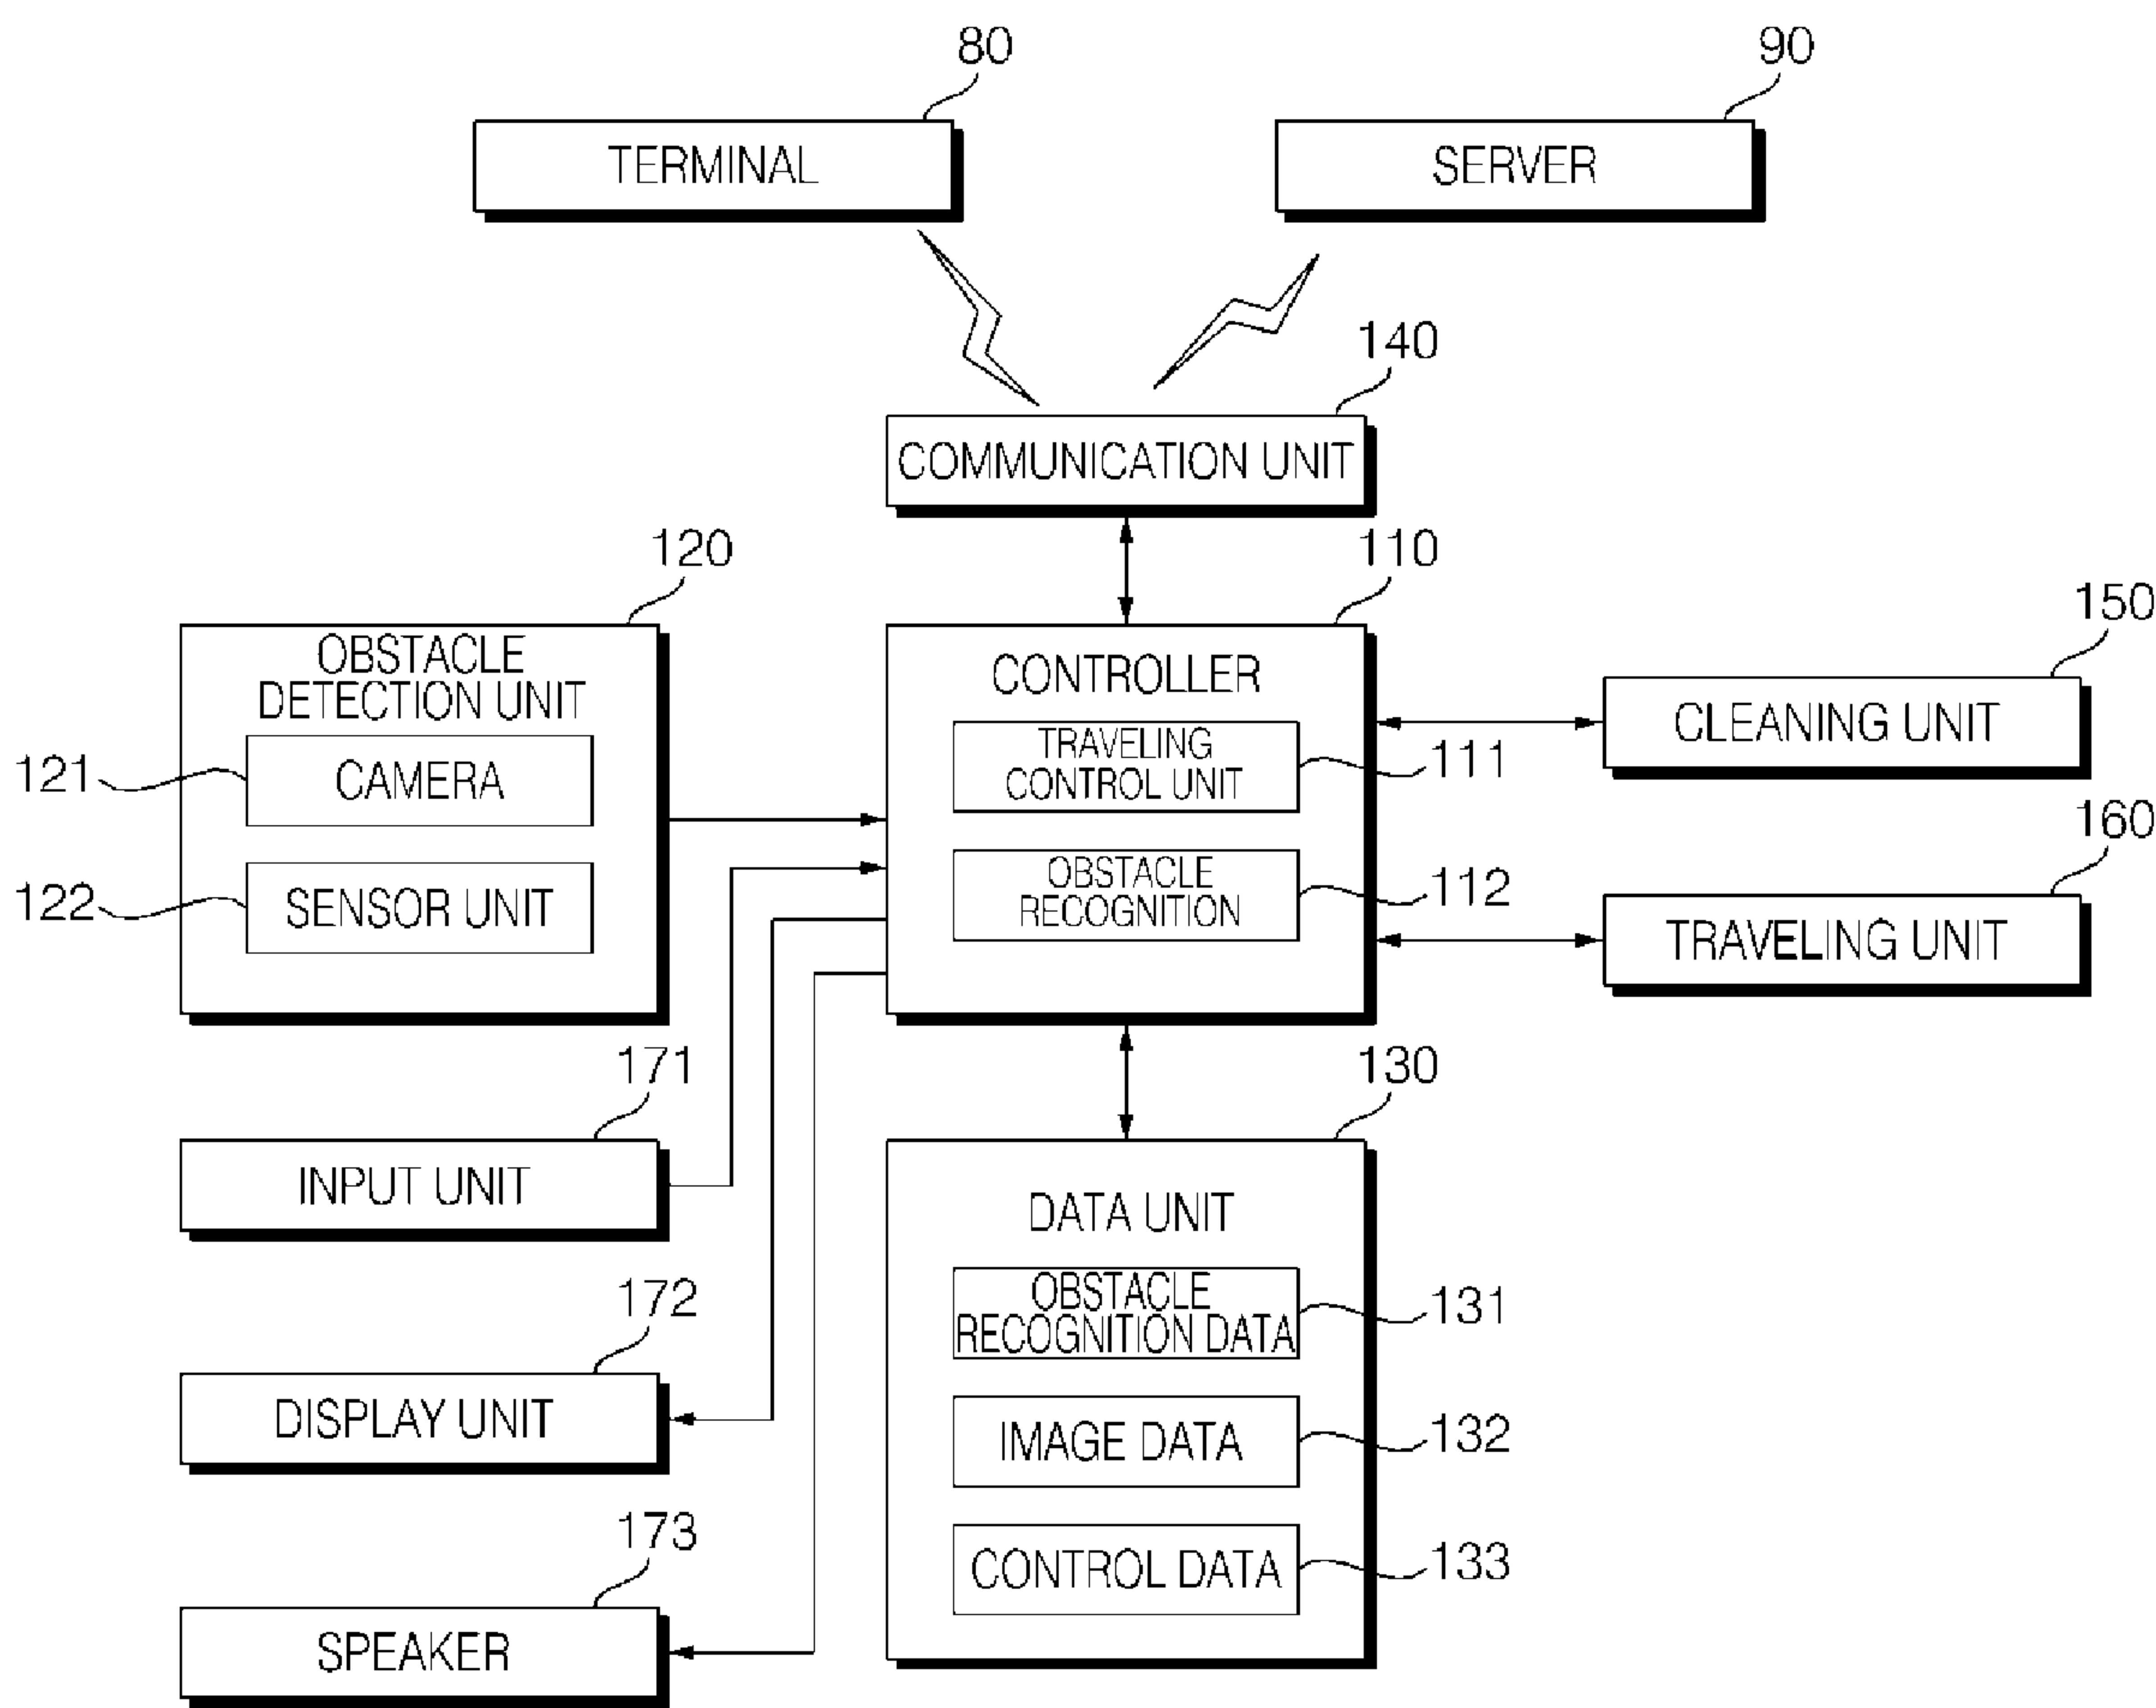 80
90
TERMINAL
SERVER
140
COMMUNICATION UNIT
120
110
150
OBSTACLE
DETECTION UNIT
CONTROLLER
CLEANING UNIT
121
CAMERA
TRAVELING
CONTROL UNIT
111
160
122
SENSOR UNIT
OBSTACLE
RECOGNITION
112
TRAVELING UNIT
171
130
INPUT UNIT
DATA UNIT
172
OBSTACLE
RECOGNITION DATA
131
DISPLAY UNIT
IMAGE DATA
132
173
CONTROL DATA
133
SPEAKER